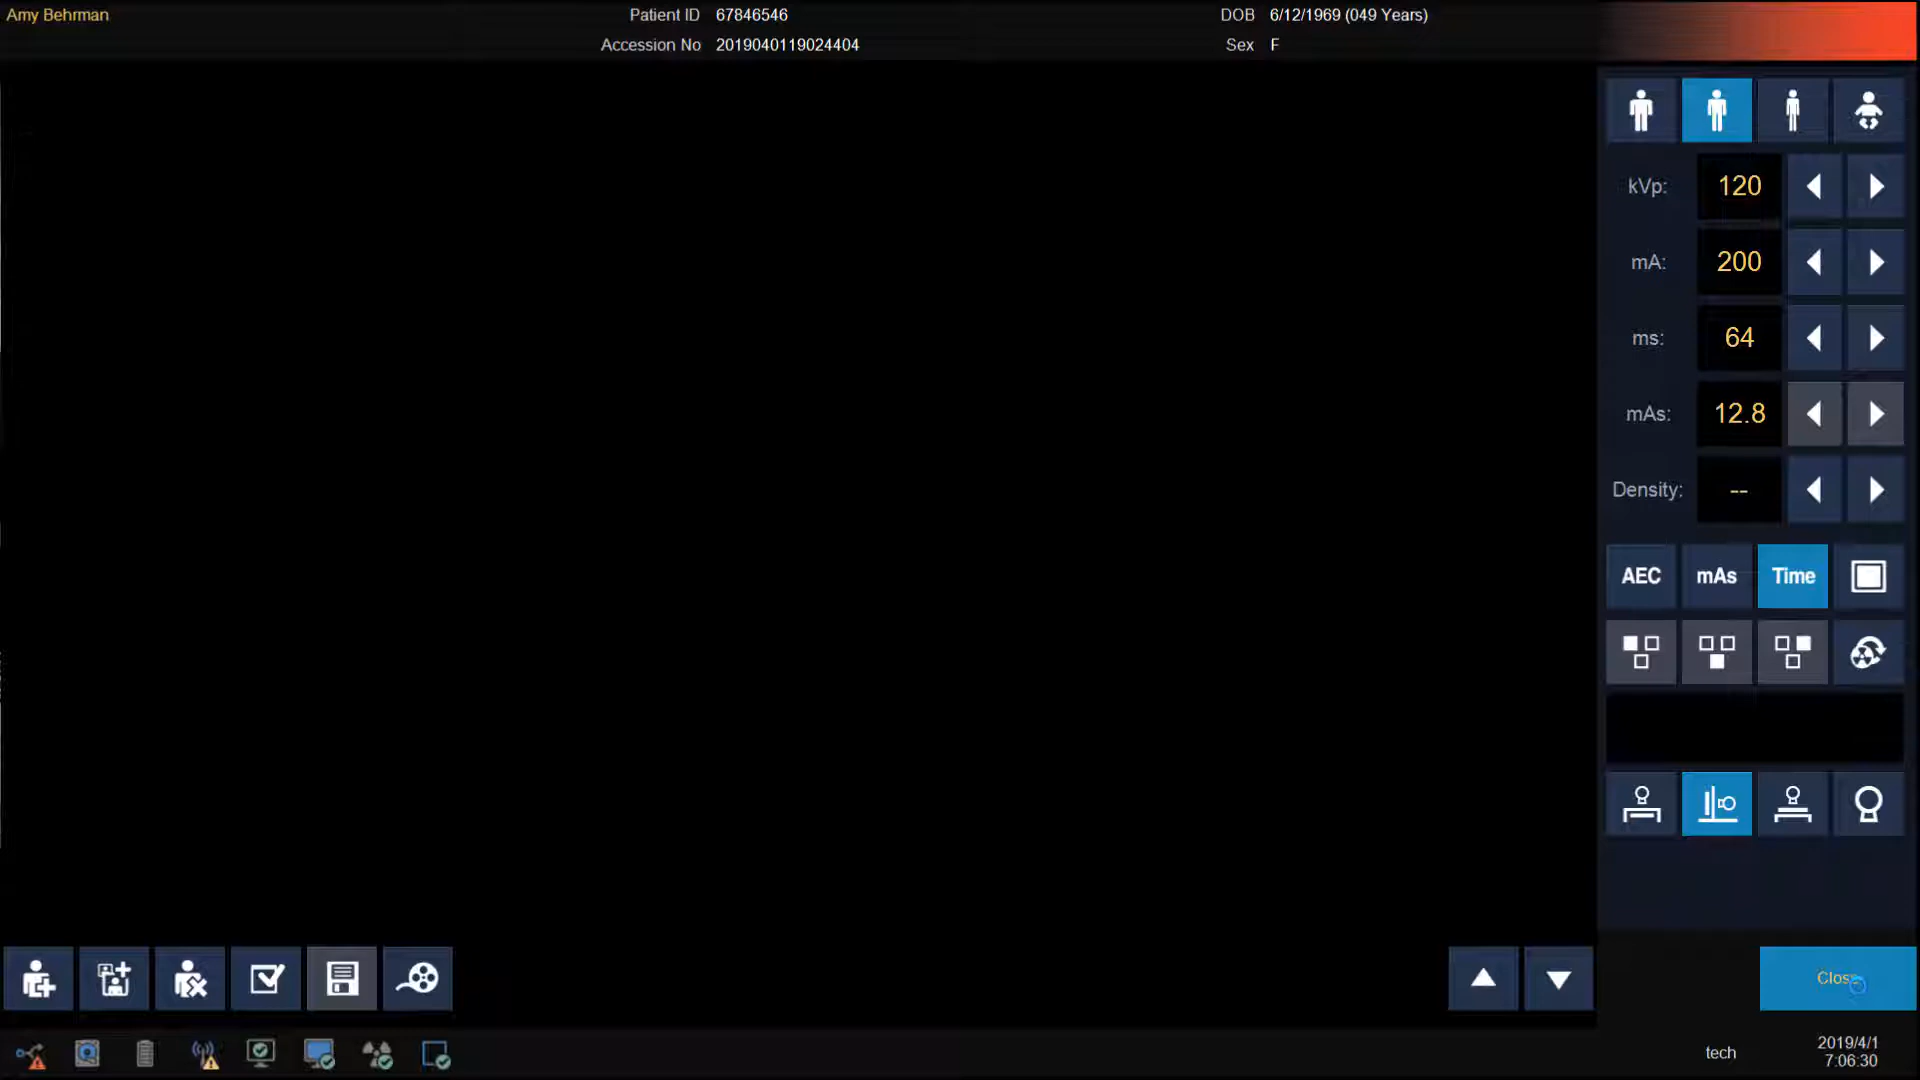 Amy Behrman
Patient ID 67846546
DOB 6/12/1969 (049 Years)
Accession No 2019040119024404
Sex F
kVp: 120
mA: 200
ms: 64
mAs: 12.8
Density: --
AEC mAs Time
Close
tech
2019/4/1
7:06:30